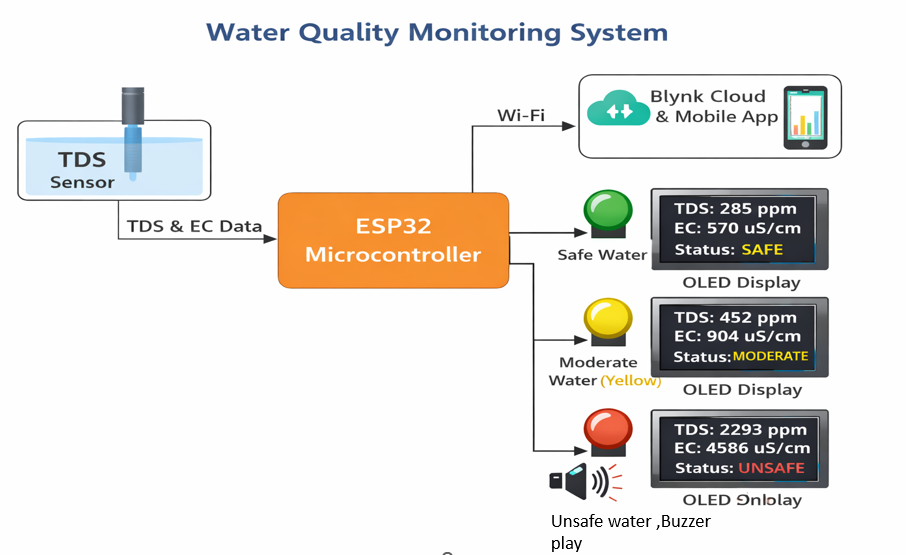 Water Quality Monitoring System
TDS
Sensor
TDS & EC Data
ESP32
Microcontroller
Wi-Fi
Blynk Cloud
& Mobile App
Safe Water
TDS: 285 ppm
EC: 570 uS/cm
Status: SAFE
OLED Display
Moderate
Water (Yellow)
TDS: 452 ppm
EC: 904 uS/cm
Status: MODERATE
OLED Display
TDS: 2293 ppm
EC: 4586 uS/cm
Status: UNSAFE
OLED
Unsafe water ,Buzzer
play